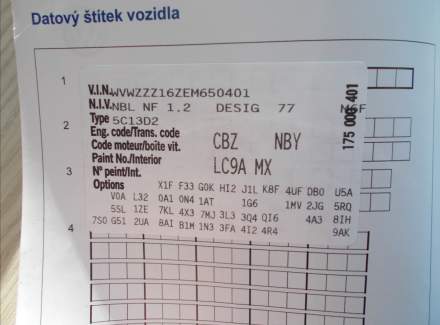 Datový štítek vozidla
1
V.I.N. WVWZZZ16ZEM650401
N.I.V. NBL NF 1.2 DESIG 77 NSF
2
Type 5C13D2
Eng. code/Trans. code
Code moteur/boîte vit. CBZ NBY
Paint No./Interior
3
N° peint/Int. LC9A MX
Options X1F F33 G0K HI2 J1L K8F 4UF DB0 U5A
V0A L32 0A1 0N4 1AT 1G6 1MV 2JG 5RQ
5SL 1ZE 7KL 4X3 7MJ 3L3 3Q4 QI6 4A3 8IH
4
7S0 G51 2UA 8AI B1M 1N3 3FA 4I2 4R4 9AK
175 006 401